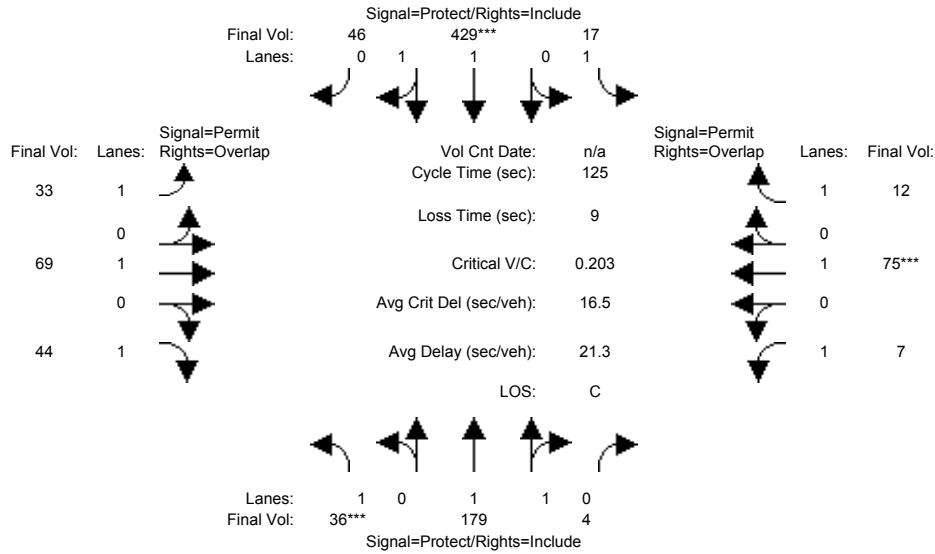 Signal=Protect/Rights=Include
Final Vol: 46 429*** 17
Lanes: 0 1 1 0 1
Signal=Permit
Final Vol: Lanes: Rights=Overlap
Vol Cnt Date: n/a
Signal=Permit
Rights=Overlap Lanes: Final Vol:
Cycle Time (sec): 125
33 1
1 12
Loss Time (sec): 9
0
0
69 1
Critical V/C: 0.203
1 75***
0
Avg Crit Del (sec/veh): 16.5
0
44 1
Avg Delay (sec/veh): 21.3
1 7
LOS: C
Lanes: 1 0 1 1 0
Final Vol: 36*** 179 4
Signal=Protect/Rights=Include